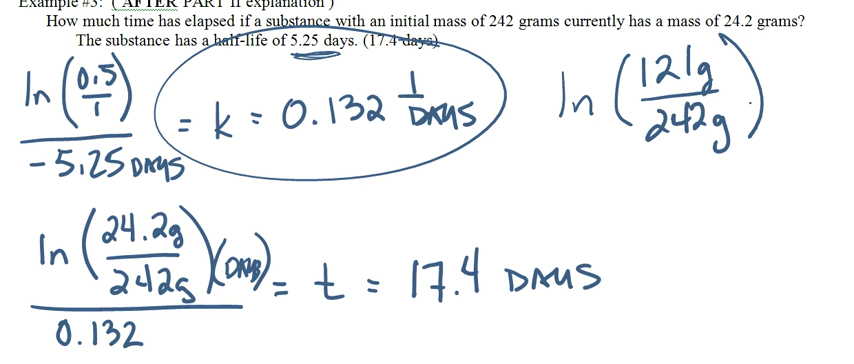 Example #3: ( AFTER PART II explanation )
How much time has elapsed if a substance with an initial mass of 242 grams currently has a mass of 24.2 grams?
The substance has a half-life of 5.25 days. (17.4 days)
ln (0.5/1) / -5.25 DAYS = k = 0.132 1/DAYS
ln (121g/242g)
ln (24.2g/242g)(DAYS) / 0.132 = t = 17.4 DAYS